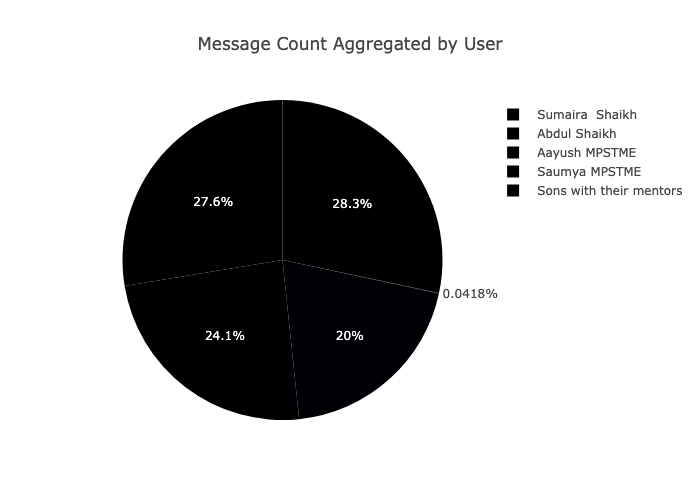 Message Count Aggregated by User
Sumaira  Shaikh
Abdul Shaikh
Aayush MPSTME
Saumya MPSTME
Sons with their mentors
27.6%
28.3%
0.0418%
24.1%
20%